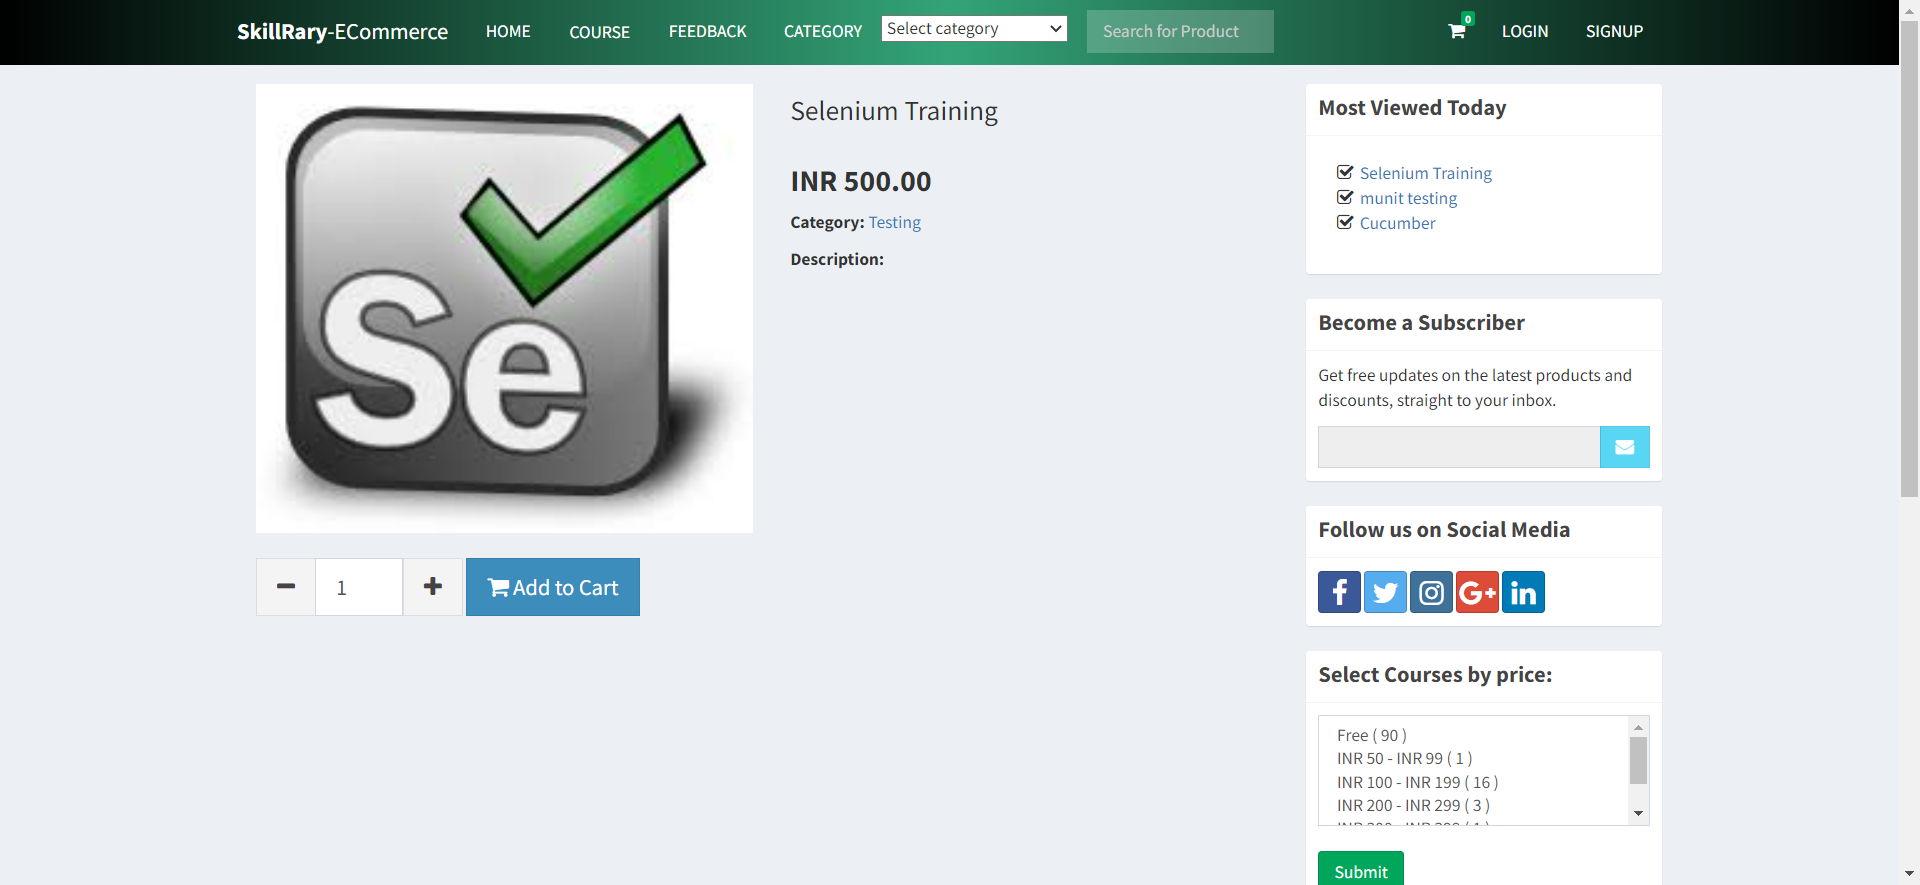 SkillRary-ECommerce HOME COURSE FEEDBACK CATEGORY Select category Search for Product 0 LOGIN SIGNUP
Se
Selenium Training
INR 500.00
Category: Testing
Description:
1 Add to Cart
Most Viewed Today
Selenium Training
munit testing
Cucumber
Become a Subscriber
Get free updates on the latest products and
discounts, straight to your inbox.
Follow us on Social Media
f G+ in
Select Courses by price:
Free ( 90 )
INR 50 - INR 99 ( 1 )
INR 100 - INR 199 ( 16 )
INR 200 - INR 299 ( 3 )
Submit